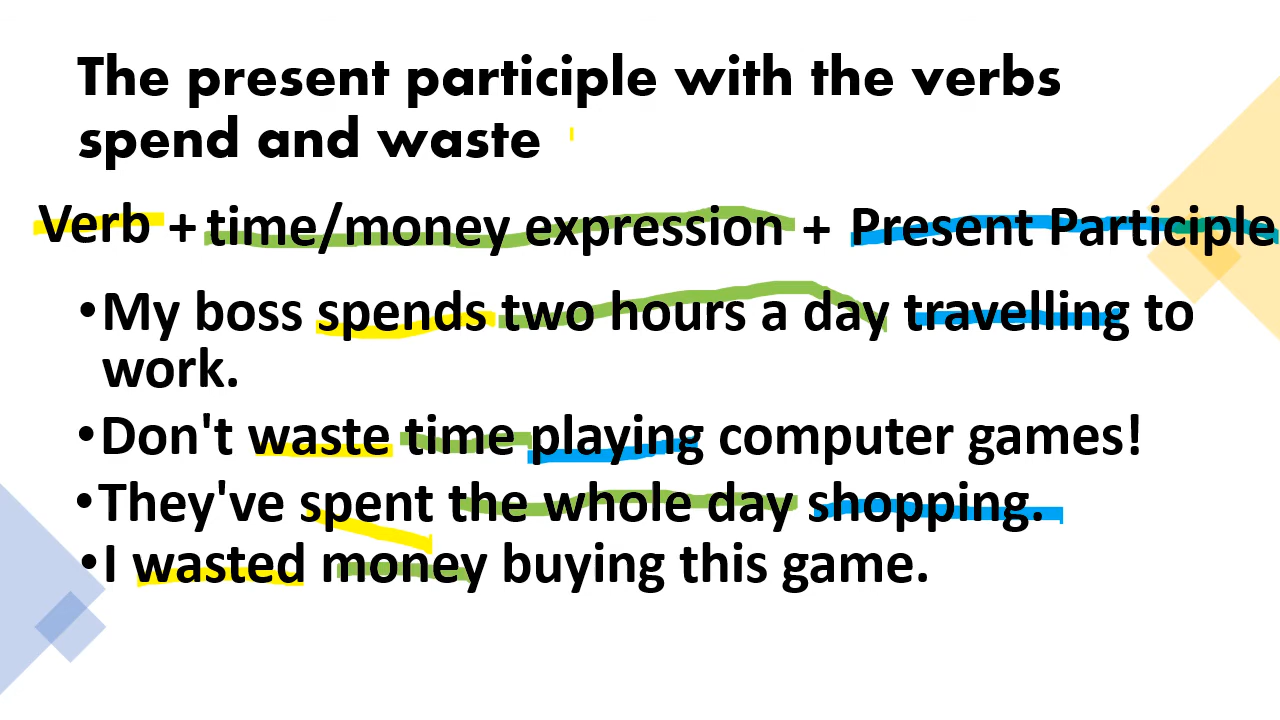 The present participle with the verbs
spend and waste
Verb + time/money expression + Present Participle
•My boss spends two hours a day travelling to
work.
•Don't waste time playing computer games!
•They've spent the whole day shopping.
•I wasted money buying this game.